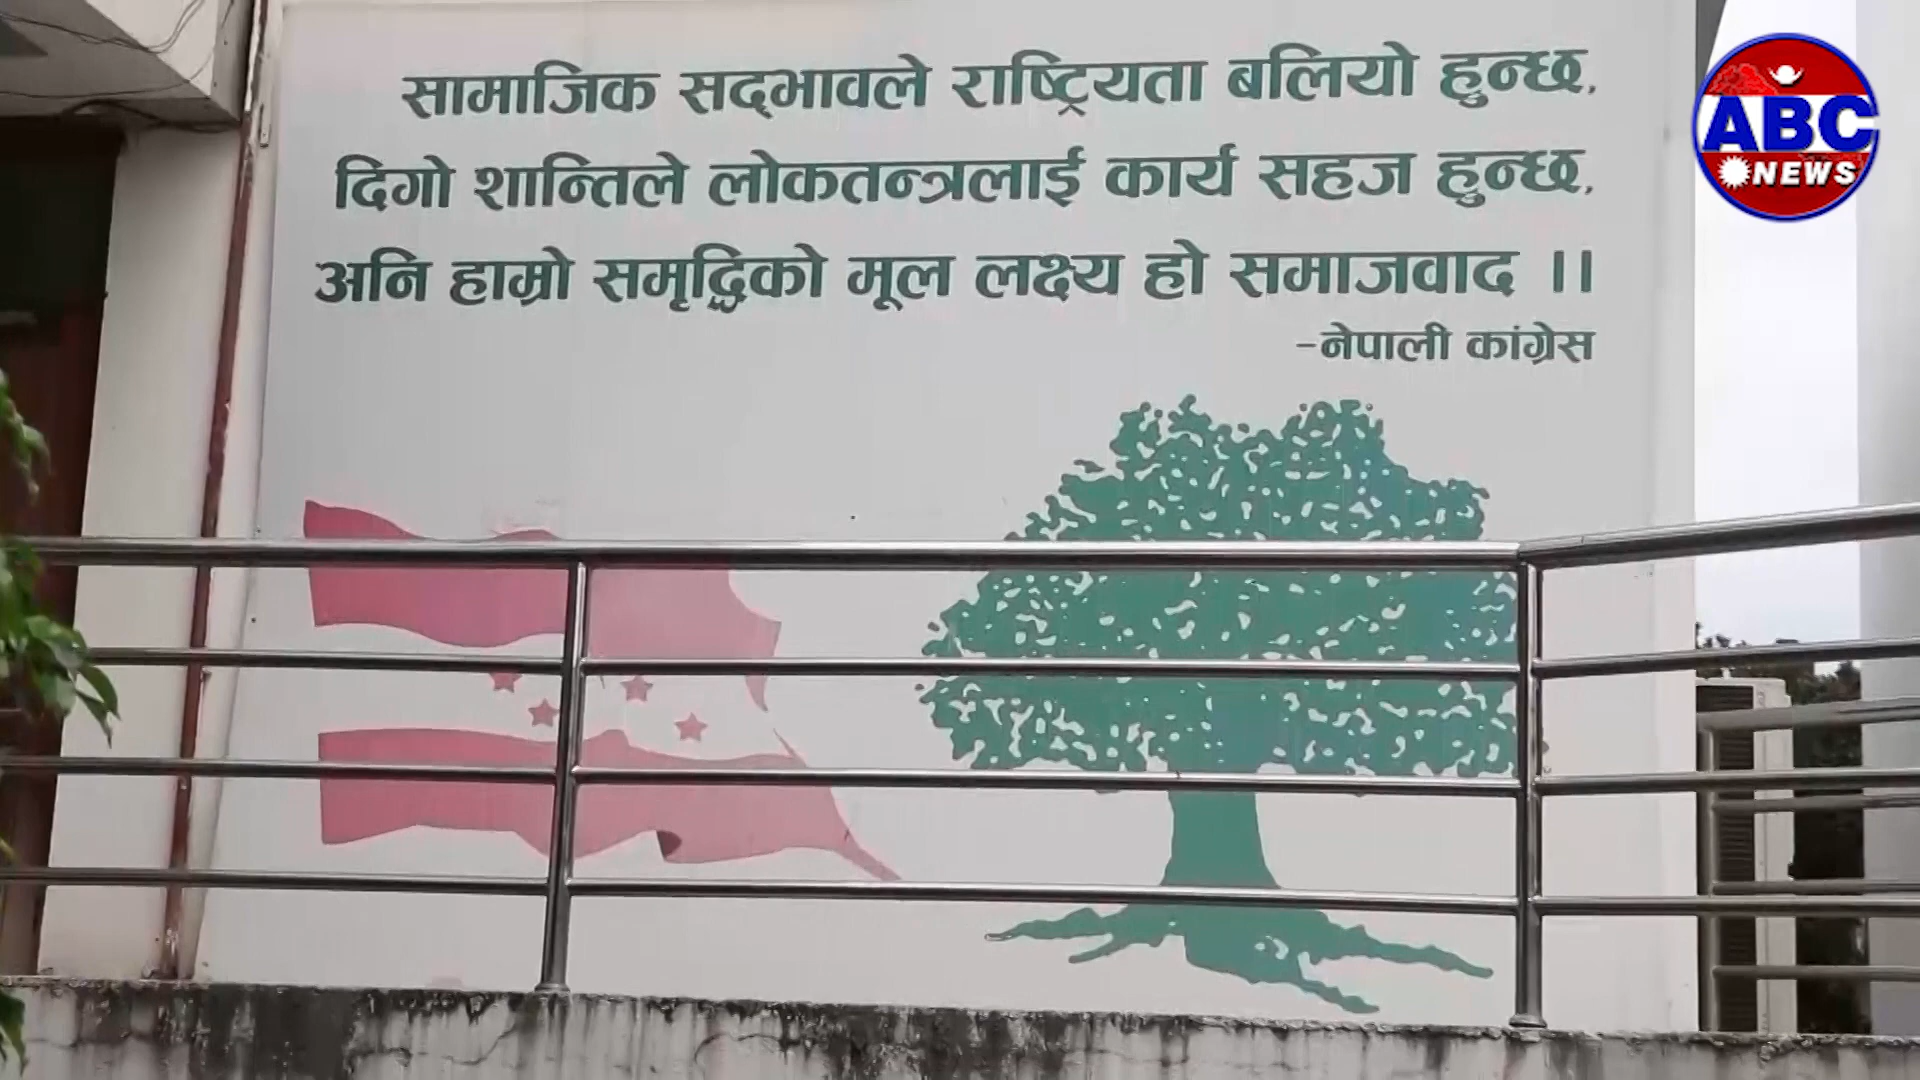 सामाजिक सद्‌भावले राष्ट्रियता बलियो हुन्छ,
दिगो शान्तिले लोकतन्त्रलाई कार्य सहज हुन्छ,
अनि हाम्रो समृद्धिको मूल लक्ष्य हो समाजवाद ।।
-नेपाली कांग्रेस
ABC
NEWS